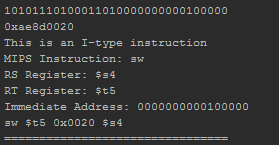 10101110100011010000000000100000
0xae8d0020
This is an I-type instruction
MIPS Instruction: sw
RS Register: $s4
RT Register: $t5
Immediate Address: 0000000000100000
sw $t5 0x0020 $s4
================================